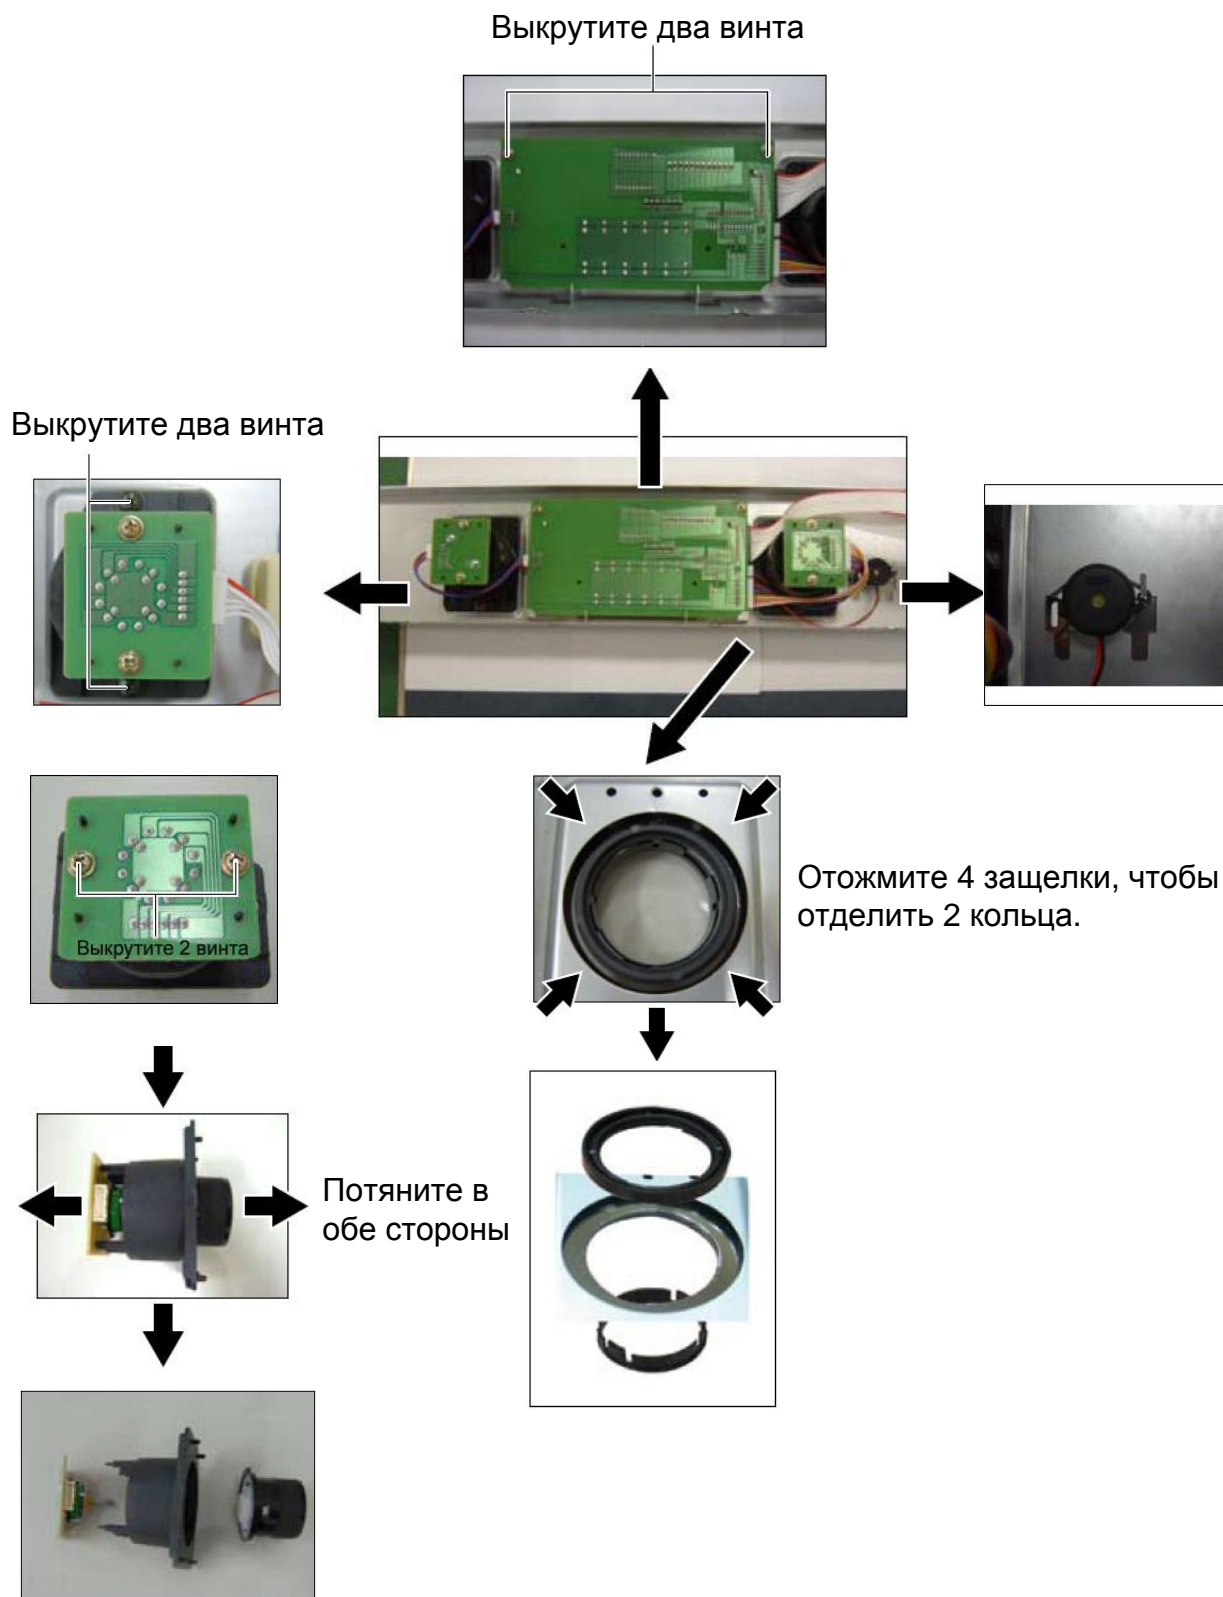 Выкрутите два винта
Выкрутите два винта
Выкрутите 2 винта
Отожмите 4 защелки, чтобы
отделить 2 кольца.
Потяните в
обе стороны